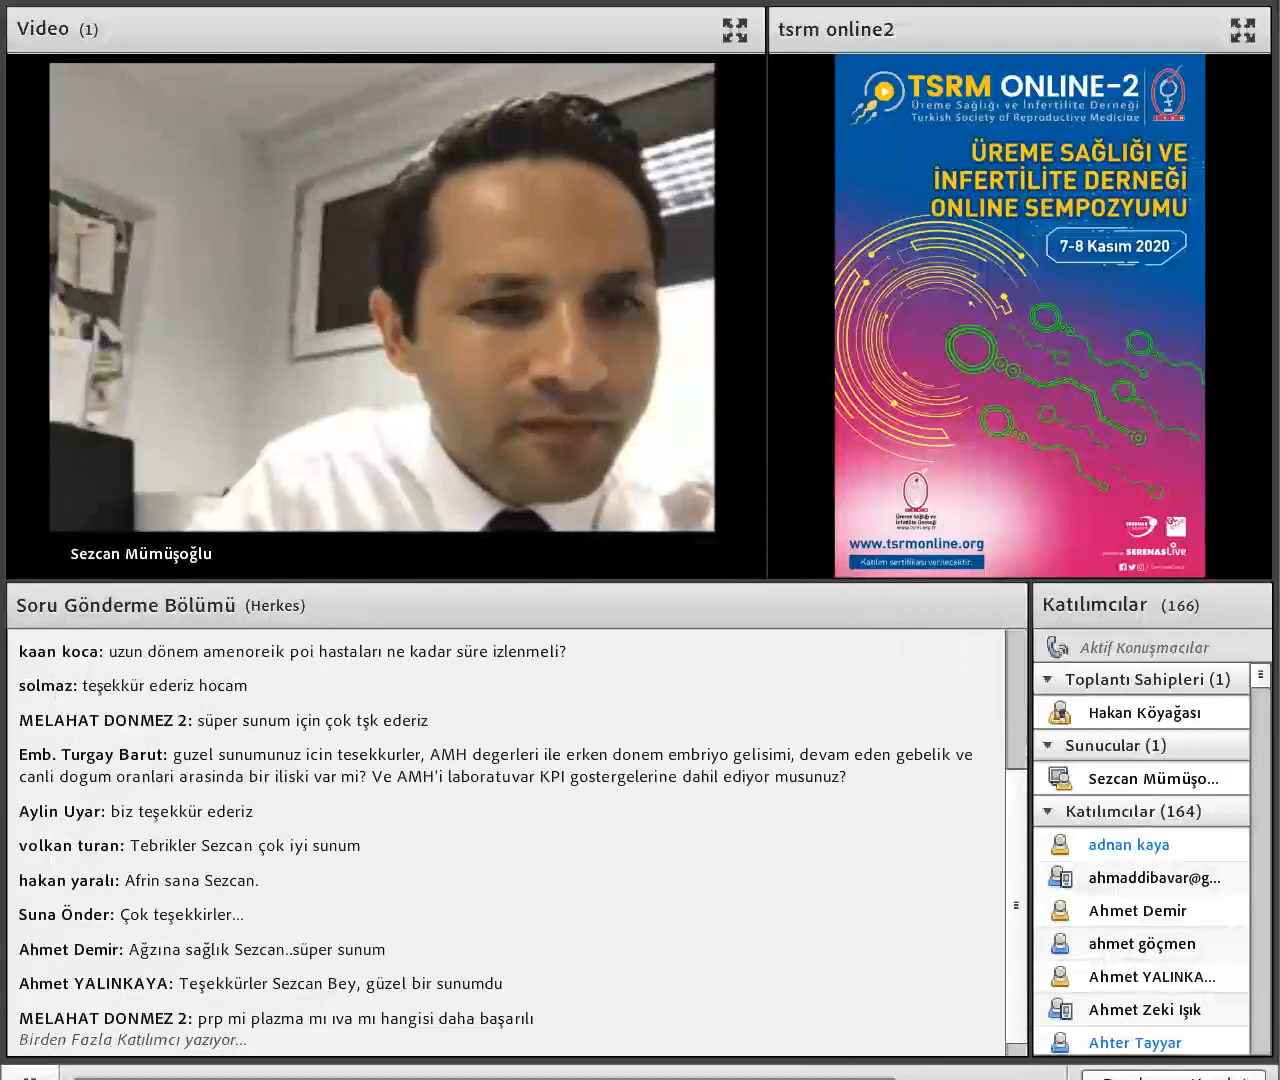 Video (1)
tsrm online2
TSRM ONLINE-2
Üreme Sağlığı ve İnfertilite Derneği
Turkish Society of Reproductive Medicine
ÜREME SAĞLIĞI VE
İNFERTİLİTE DERNEĞİ
ONLINE SEMPOZYUMU
7-8 Kasım 2020
Üreme Sağlığı ve
İnfertilite Derneği
www.tsrmonline.org
Katılım sertifikası verilecektir.
SERENAS Live
Sezcan Mümüşoğlu
Soru Gönderme Bölümü (Herkes)
kaan koca: uzun dönem amenoreik poi hastaları ne kadar süre izlenmeli?
solmaz: teşekkür ederiz hocam
MELAHAT DONMEZ 2: süper sunum için çok tşk ederiz
Emb. Turgay Barut: guzel sunumunuz icin tesekkurler, AMH degerleri ile erken donem embriyo gelisimi, devam eden gebelik ve
canli dogum oranlari arasinda bir iliski var mi? Ve AMH'i laboratuvar KPI gostergelerine dahil ediyor musunuz?
Aylin Uyar: biz teşekkür ederiz
volkan turan: Tebrikler Sezcan çok iyi sunum
hakan yaralı: Afrin sana Sezcan.
Suna Önder: Çok teşekkirler...
Ahmet Demir: Ağzına sağlık Sezcan..süper sunum
Ahmet YALINKAYA: Teşekkürler Sezcan Bey, güzel bir sunumdu
MELAHAT DONMEZ 2: prp mi plazma mı ıva mı hangisi daha başarılı
Birden Fazla Katılımcı yazıyor...
Katılımcılar (166)
Aktif Konuşmacılar
Toplantı Sahipleri (1)
Hakan Köyağası
Sunucular (1)
Sezcan Mümüşo...
Katılımcılar (164)
adnan kaya
ahmaddibavar@g...
Ahmet Demir
ahmet göçmen
Ahmet YALINKA...
Ahmet Zeki Işık
Ahter Tayyar